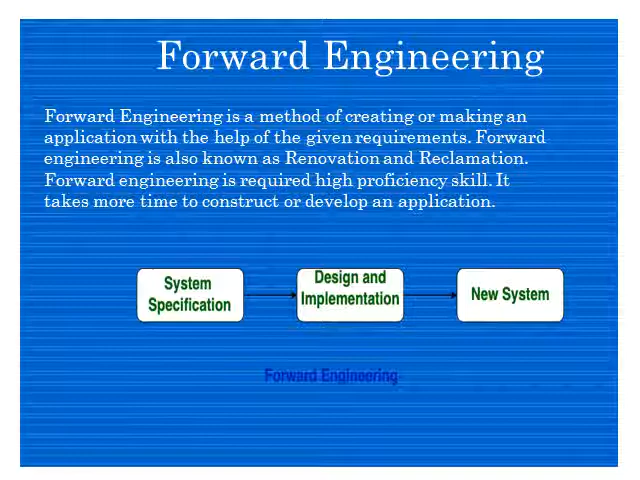 Forward Engineering
Forward Engineering is a method of creating or making an
application with the help of the given requirements. Forward
engineering is also known as Renovation and Reclamation.
Forward engineering is required high proficiency skill. It
takes more time to construct or develop an application.
System
Specification
Design and
Implementation
New System
Forward Engineering